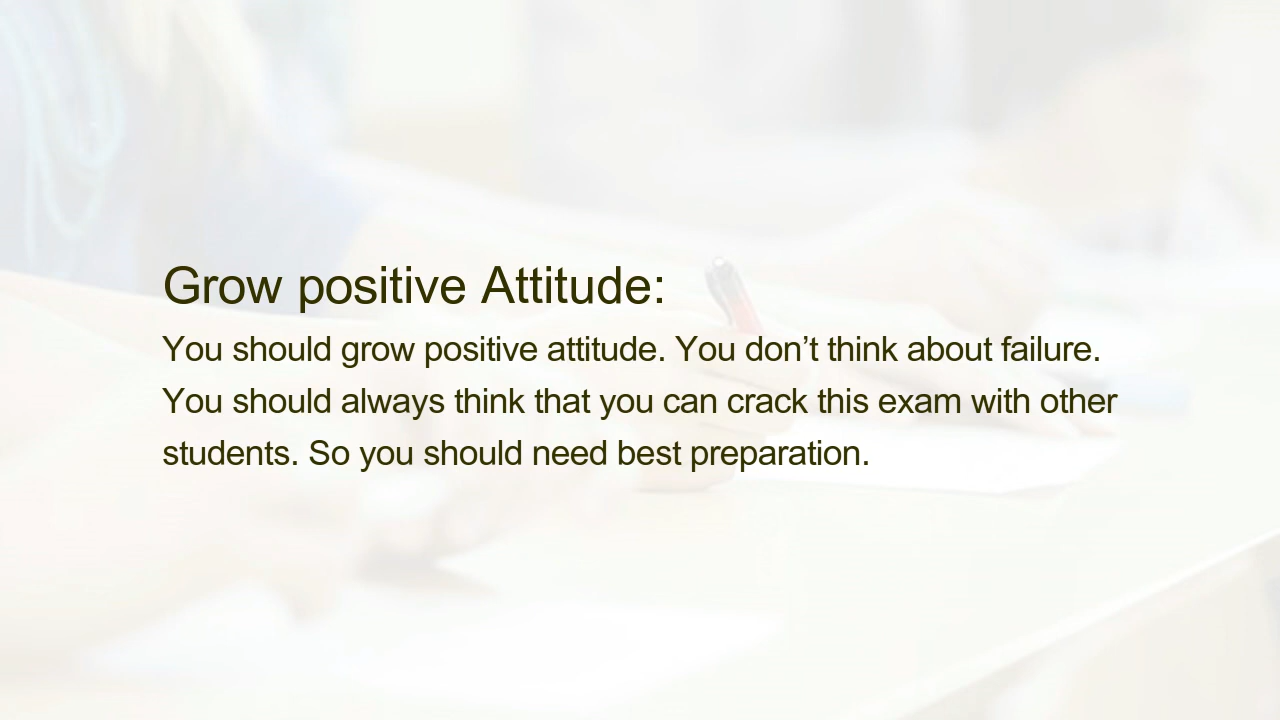 Grow positive Attitude:
You should grow positive attitude. You don’t think about failure.
You should always think that you can crack this exam with other
students. So you should need best preparation.